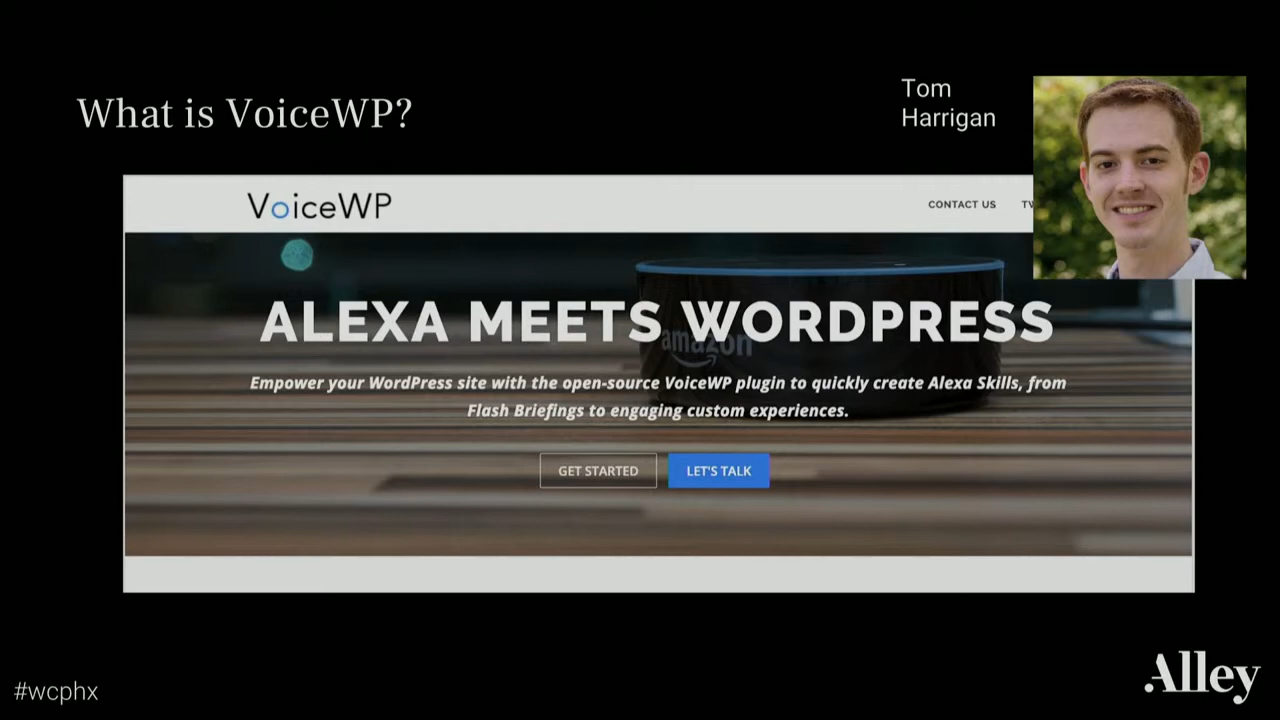 What is VoiceWP?
Tom
Harrigan
VoiceWP
CONTACT US
amazon
ALEXA MEETS WORDPRESS
Empower your WordPress site with the open-source VoiceWP plugin to quickly create Alexa Skills, from
Flash Briefings to engaging custom experiences.
GET STARTED
LET'S TALK
#wcphx
Alley